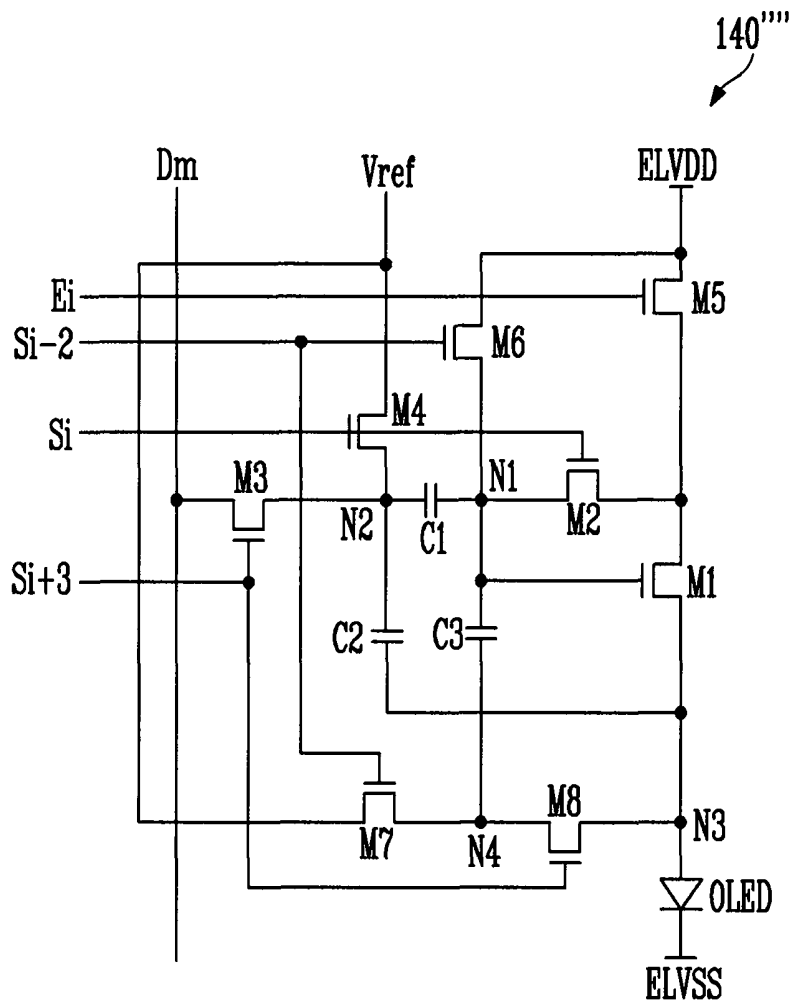 140''''
Dm
Vref
ELVDD
Ei
M5
Si-2
M6
M4
Si
M3
N1
N2
C1
M2
Si+3
M1
C2
C3
M8
M7
N4
N3
OLED
ELVSS